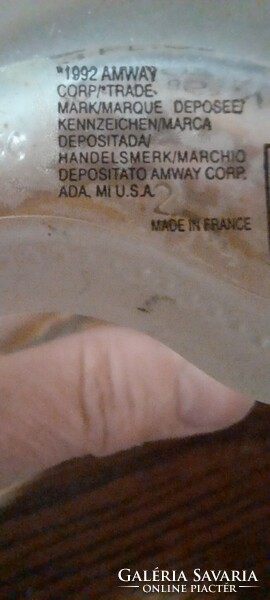 *1992 AMWAY
CORP/*TRADE-
MARK/MARQUE DEPOSEE/
KENNZEICHEN/MARCA
DEPOSITADA/
HANDELSMERK/MARCHIO
DEPOSITATO AMWAY CORP.
ADA, MI U.S.A.
2
MADE IN FRANCE
GALÉRIA SAVARIA
ONLINE PIACTÉR